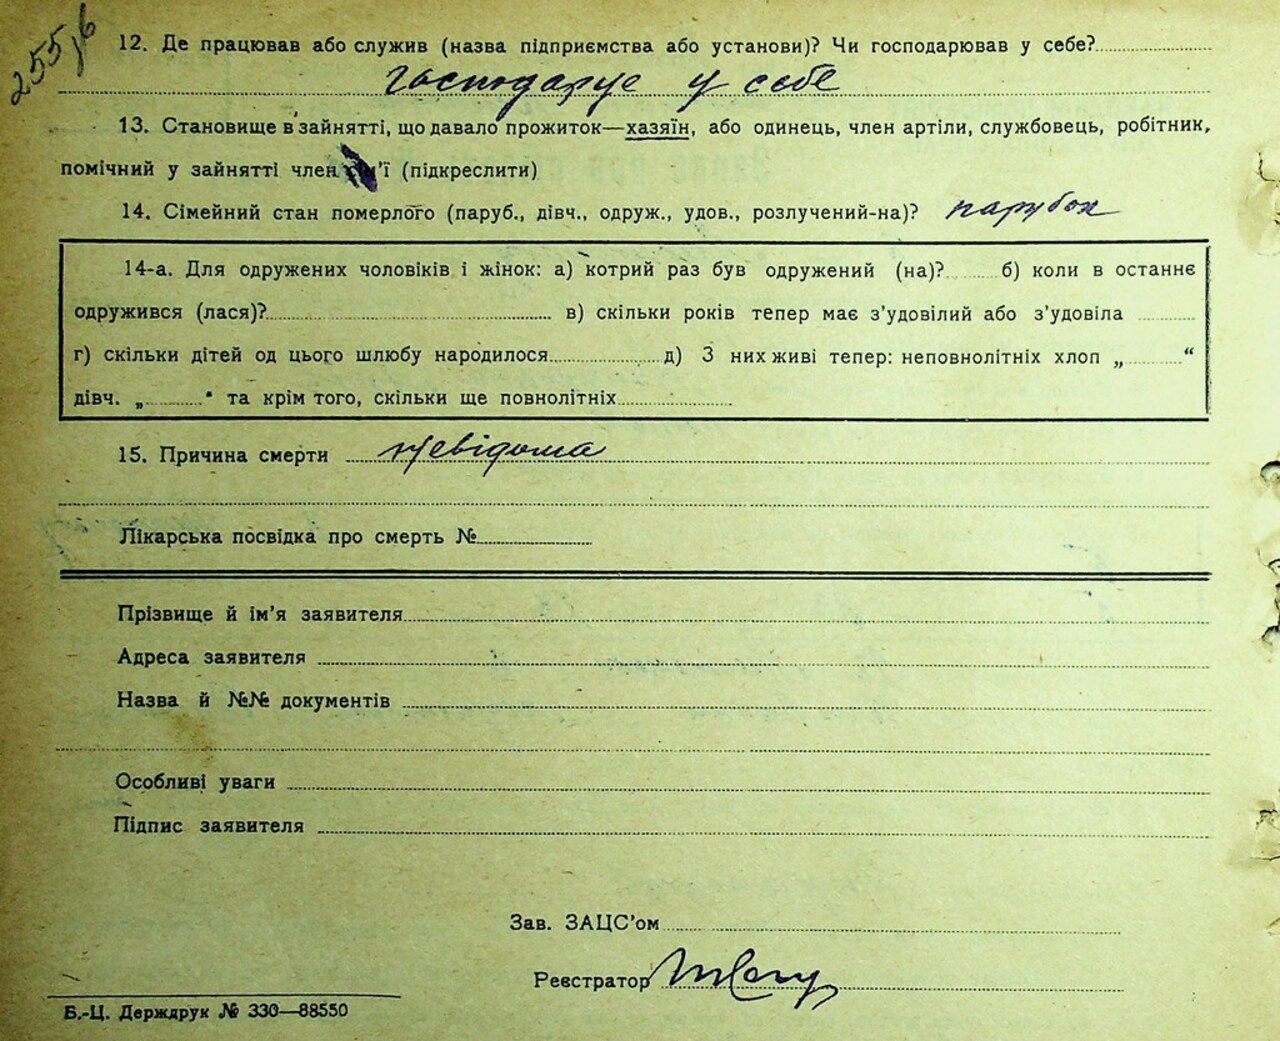 255
12. Де працював або служив (назва підприємства або установи)? Чи господарював у себе?
господарує у себе
13. Становище в зайнятті, що давало прожиток—хазяїн, або одинець, член артілі, службовець, робітник,
помічний у зайнятті член 'ї (підкреслити)
14. Сімейний стан померлого (паруб., дівч., одруж., удов., розлучений-на)? парубок
14-а. Для одружених чоловіків і жінок: а) котрий раз був одружений (на)? б) коли в останнє
одружився (лася)? в) скільки років тепер має з'удовілий або з'удовіла
г) скільки дітей од цього шлюбу народилося д) З них живі тепер: неповнолітніх хлоп „ “
дівч. „ “ та крім того, скільки ще повнолітніх
15. Причина смерти невідома
Лікарська посвідка про смерть №
Прізвище й ім'я заявителя
Адреса заявителя
Назва й №№ документів
Особливі уваги
Підпис заявителя
Зав. ЗАЦС'ом
Реєстратор
Б.-Ц. Держдрук № 330—88550